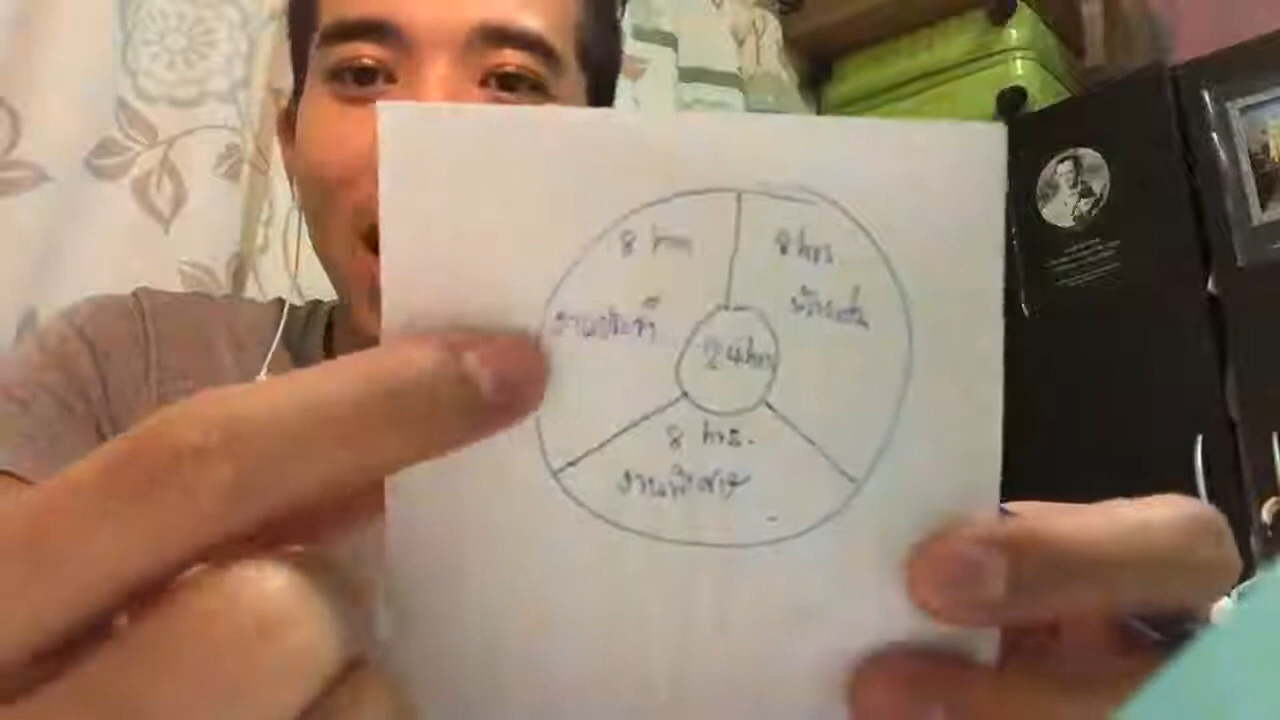 8 hrs
งานประจำ
8 hrs.
พักผ่อน
24hrs
8 hrs.
งานพิเศษ